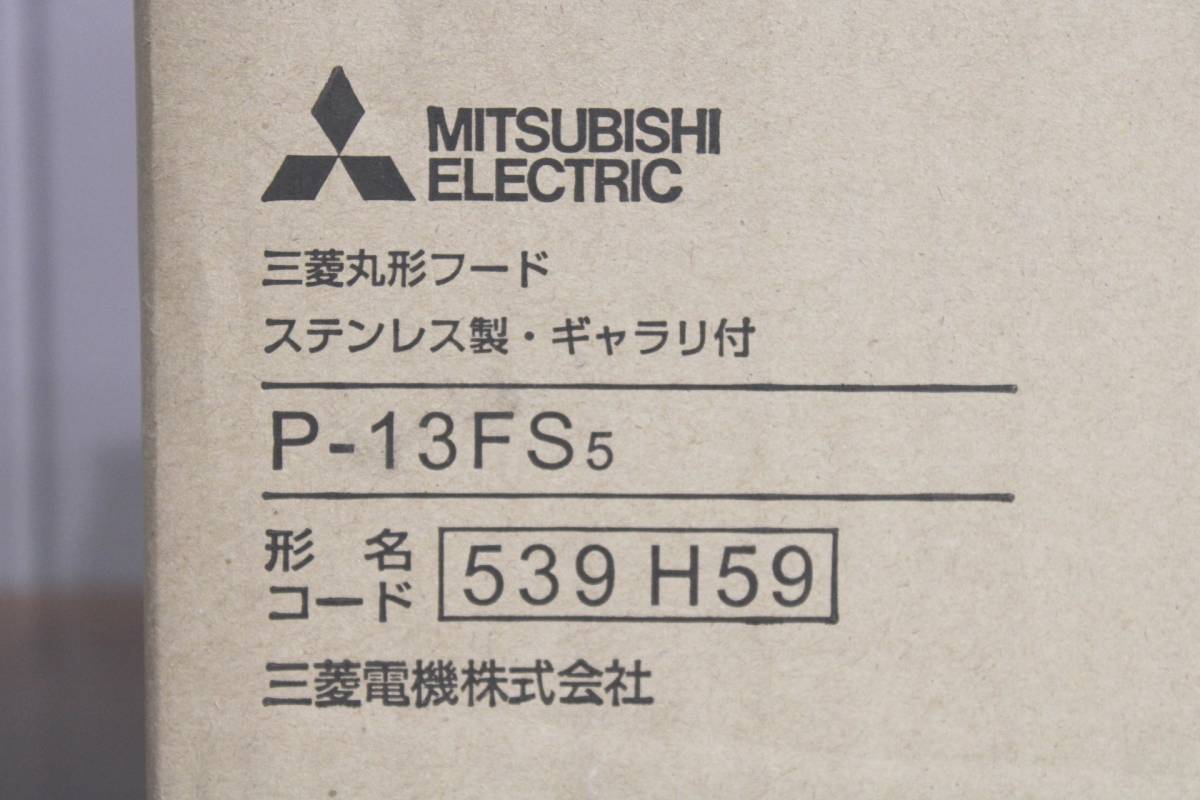 MITSUBISHI
ELECTRIC
三菱丸形フード
ステンレス製・ギャラリ付
P-13FS5
形名
コード
539 H59
三菱電機株式会社